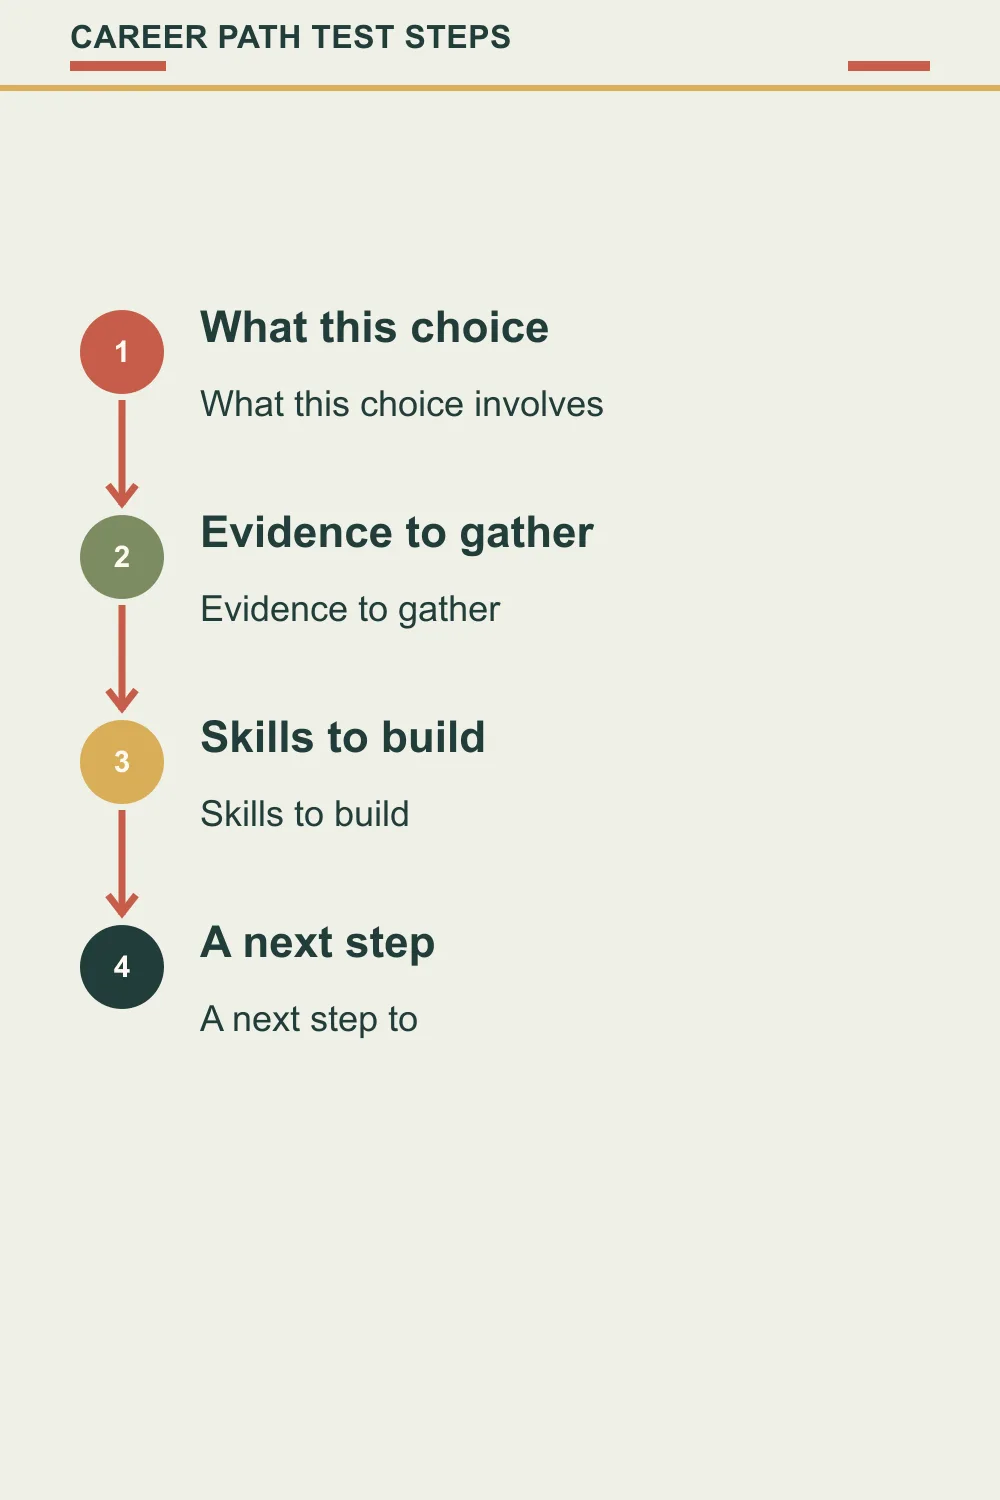 CAREER PATH TEST STEPS
1
What this choice
What this choice involves
2
Evidence to gather
Evidence to gather
3
Skills to build
Skills to build
4
A next step
A next step to